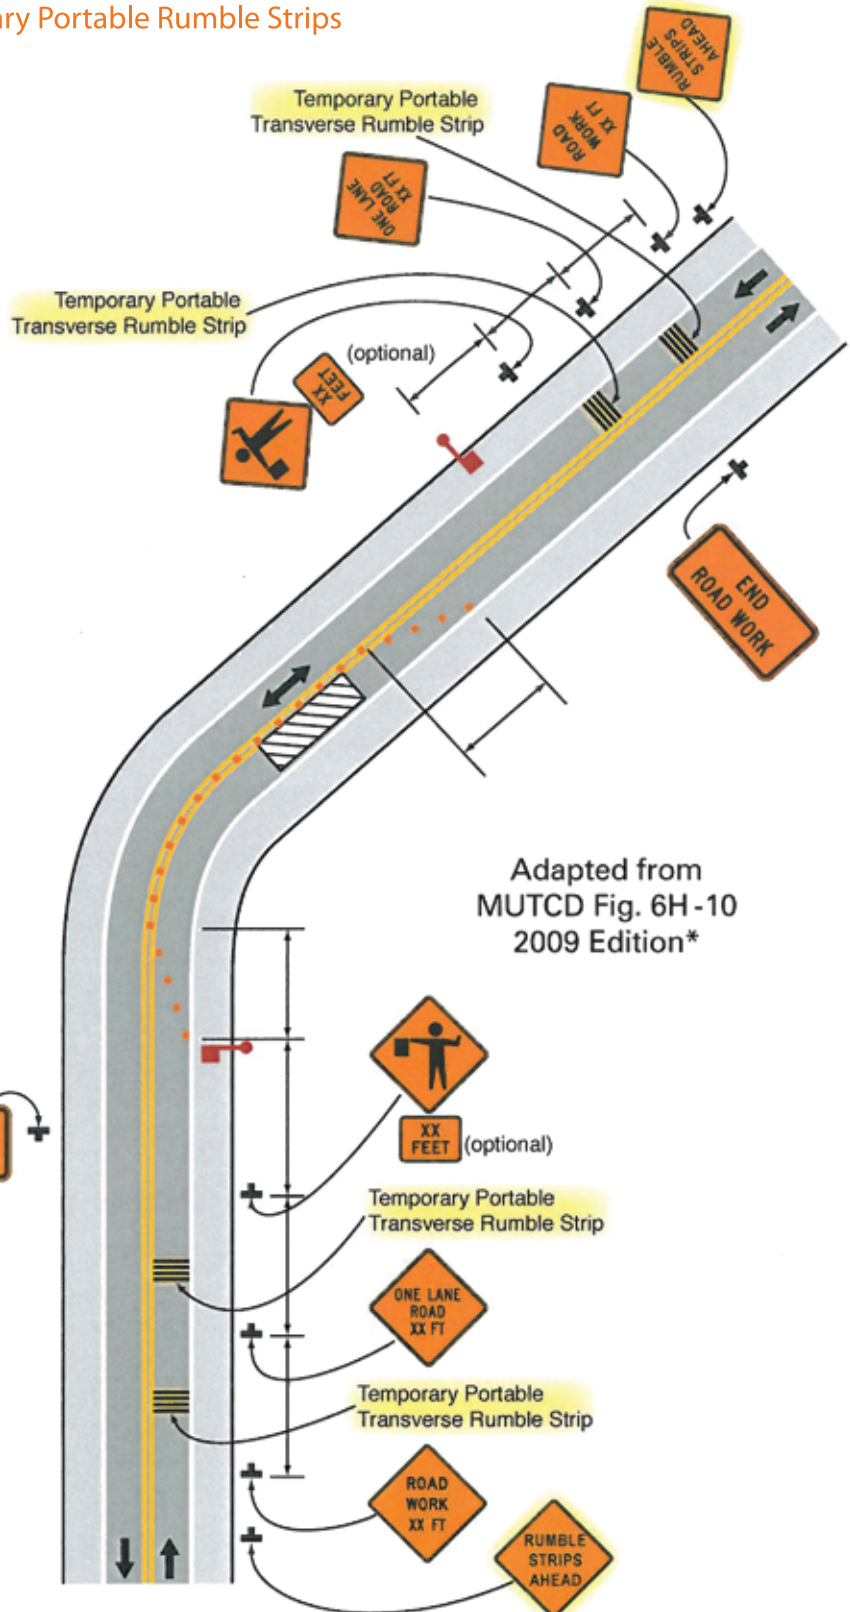 ary Portable Rumble Strips
RUMBLE
STRIPS
AHEAD
Temporary Portable
Transverse Rumble Strip
ROAD
WORK
XX FT
ONE LANE
ROAD
XX FT
Temporary Portable
Transverse Rumble Strip
(optional)
XX
FEET
END
ROAD WORK
Adapted from
MUTCD Fig. 6H-10
2009 Edition*
XX
FEET
(optional)
Temporary Portable
Transverse Rumble Strip
ONE LANE
ROAD
XX FT
Temporary Portable
Transverse Rumble Strip
ROAD
WORK
XX FT
RUMBLE
STRIPS
AHEAD